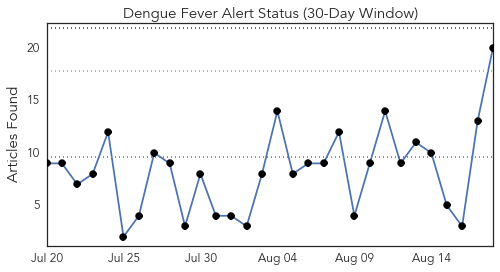 Dengue Fever Alert Status (30-Day Window)
Articles Found
20
15
10
5
Jul 20 Jul 25 Jul 30 Aug 04 Aug 09 Aug 14